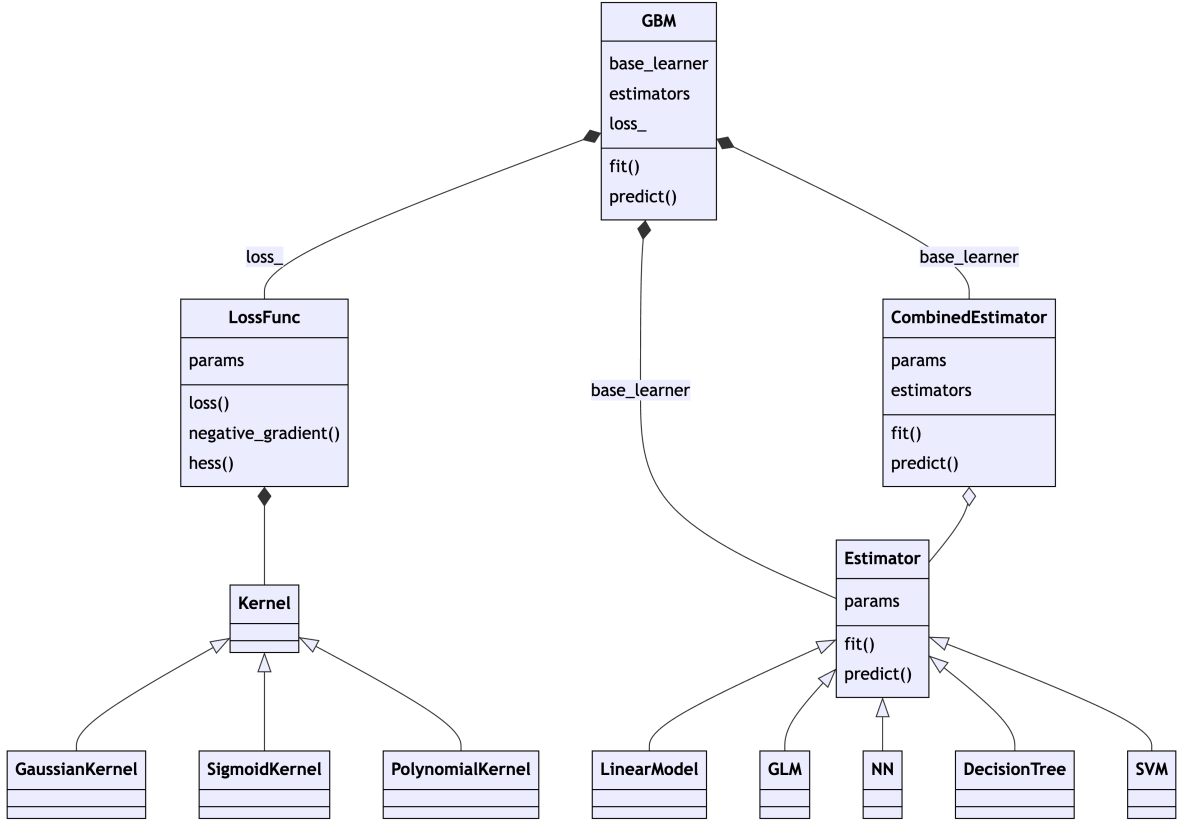 GBM
base_learner
estimators
loss_
fit()
predict()
loss_
base_learner
LossFunc
params
loss()
negative_gradient()
hess()
CombinedEstimator
params
estimators
fit()
predict()
base_learner
Estimator
params
fit()
predict()
Kernel
GaussianKernel
SigmoidKernel
PolynomialKernel
LinearModel
GLM
NN
DecisionTree
SVM